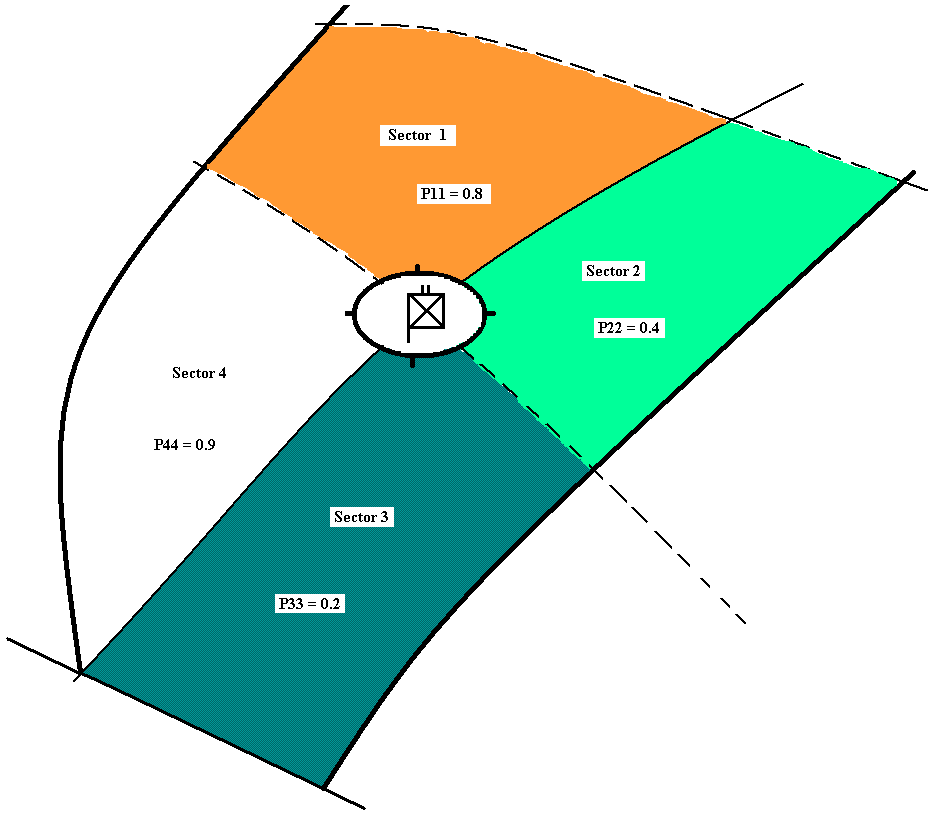 Sector 1
P11 = 0.8
Sector 2
P22 = 0.4
Sector 4
P44 = 0.9
Sector 3
P33 = 0.2